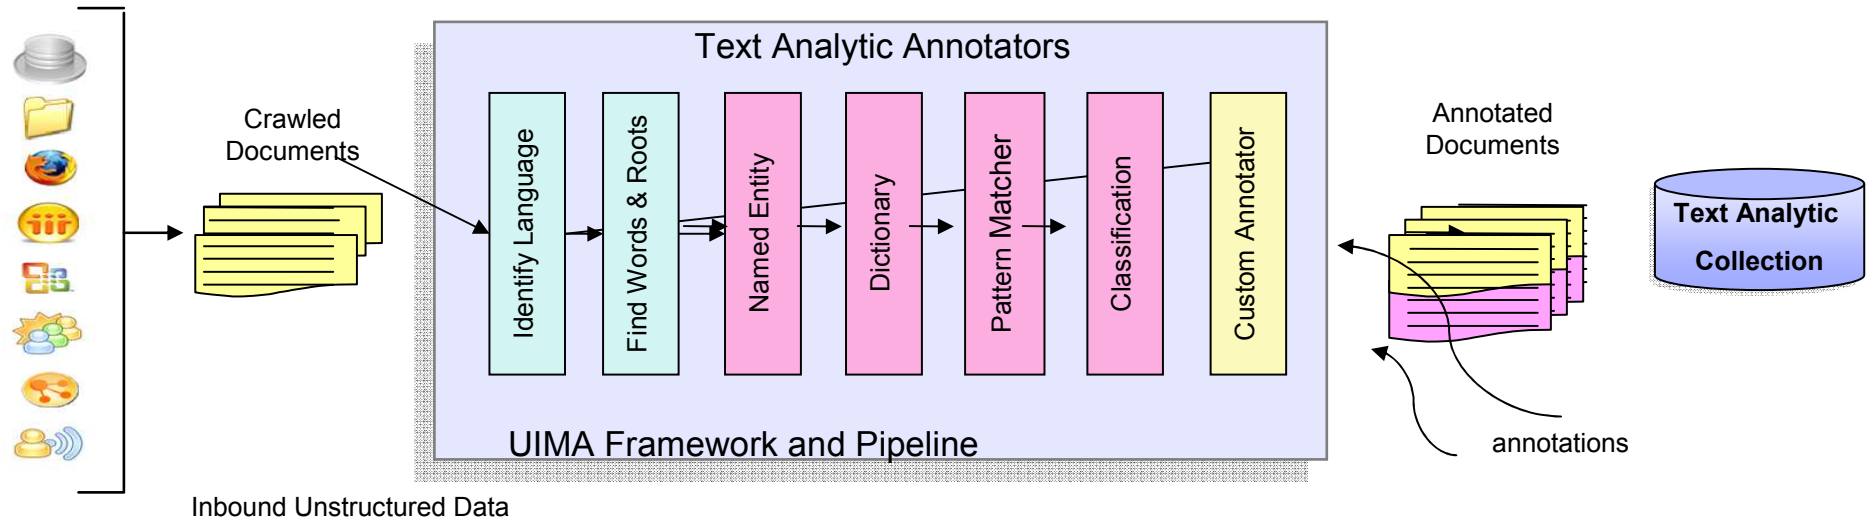 Text Analytic Annotators
Crawled
Documents
Identify Language
Find Words & Roots
Named Entity
Dictionary
Pattern Matcher
Classification
Custom Annotator
Annotated
Documents
Text Analytic
Collection
annotations
UIMA Framework and Pipeline
Inbound Unstructured Data